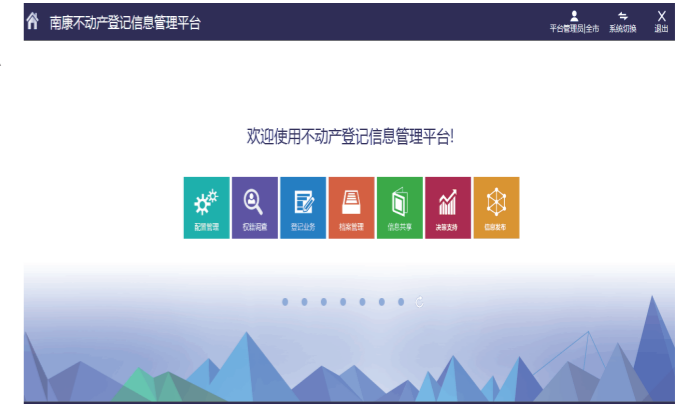 南康不动产登记信息管理平台
平台管理员|全市 系统切换 退出
欢迎使用不动产登记信息管理平台!
配置管理 权籍调查 登记业务 档案管理 信息共享 决策支持 信息发布